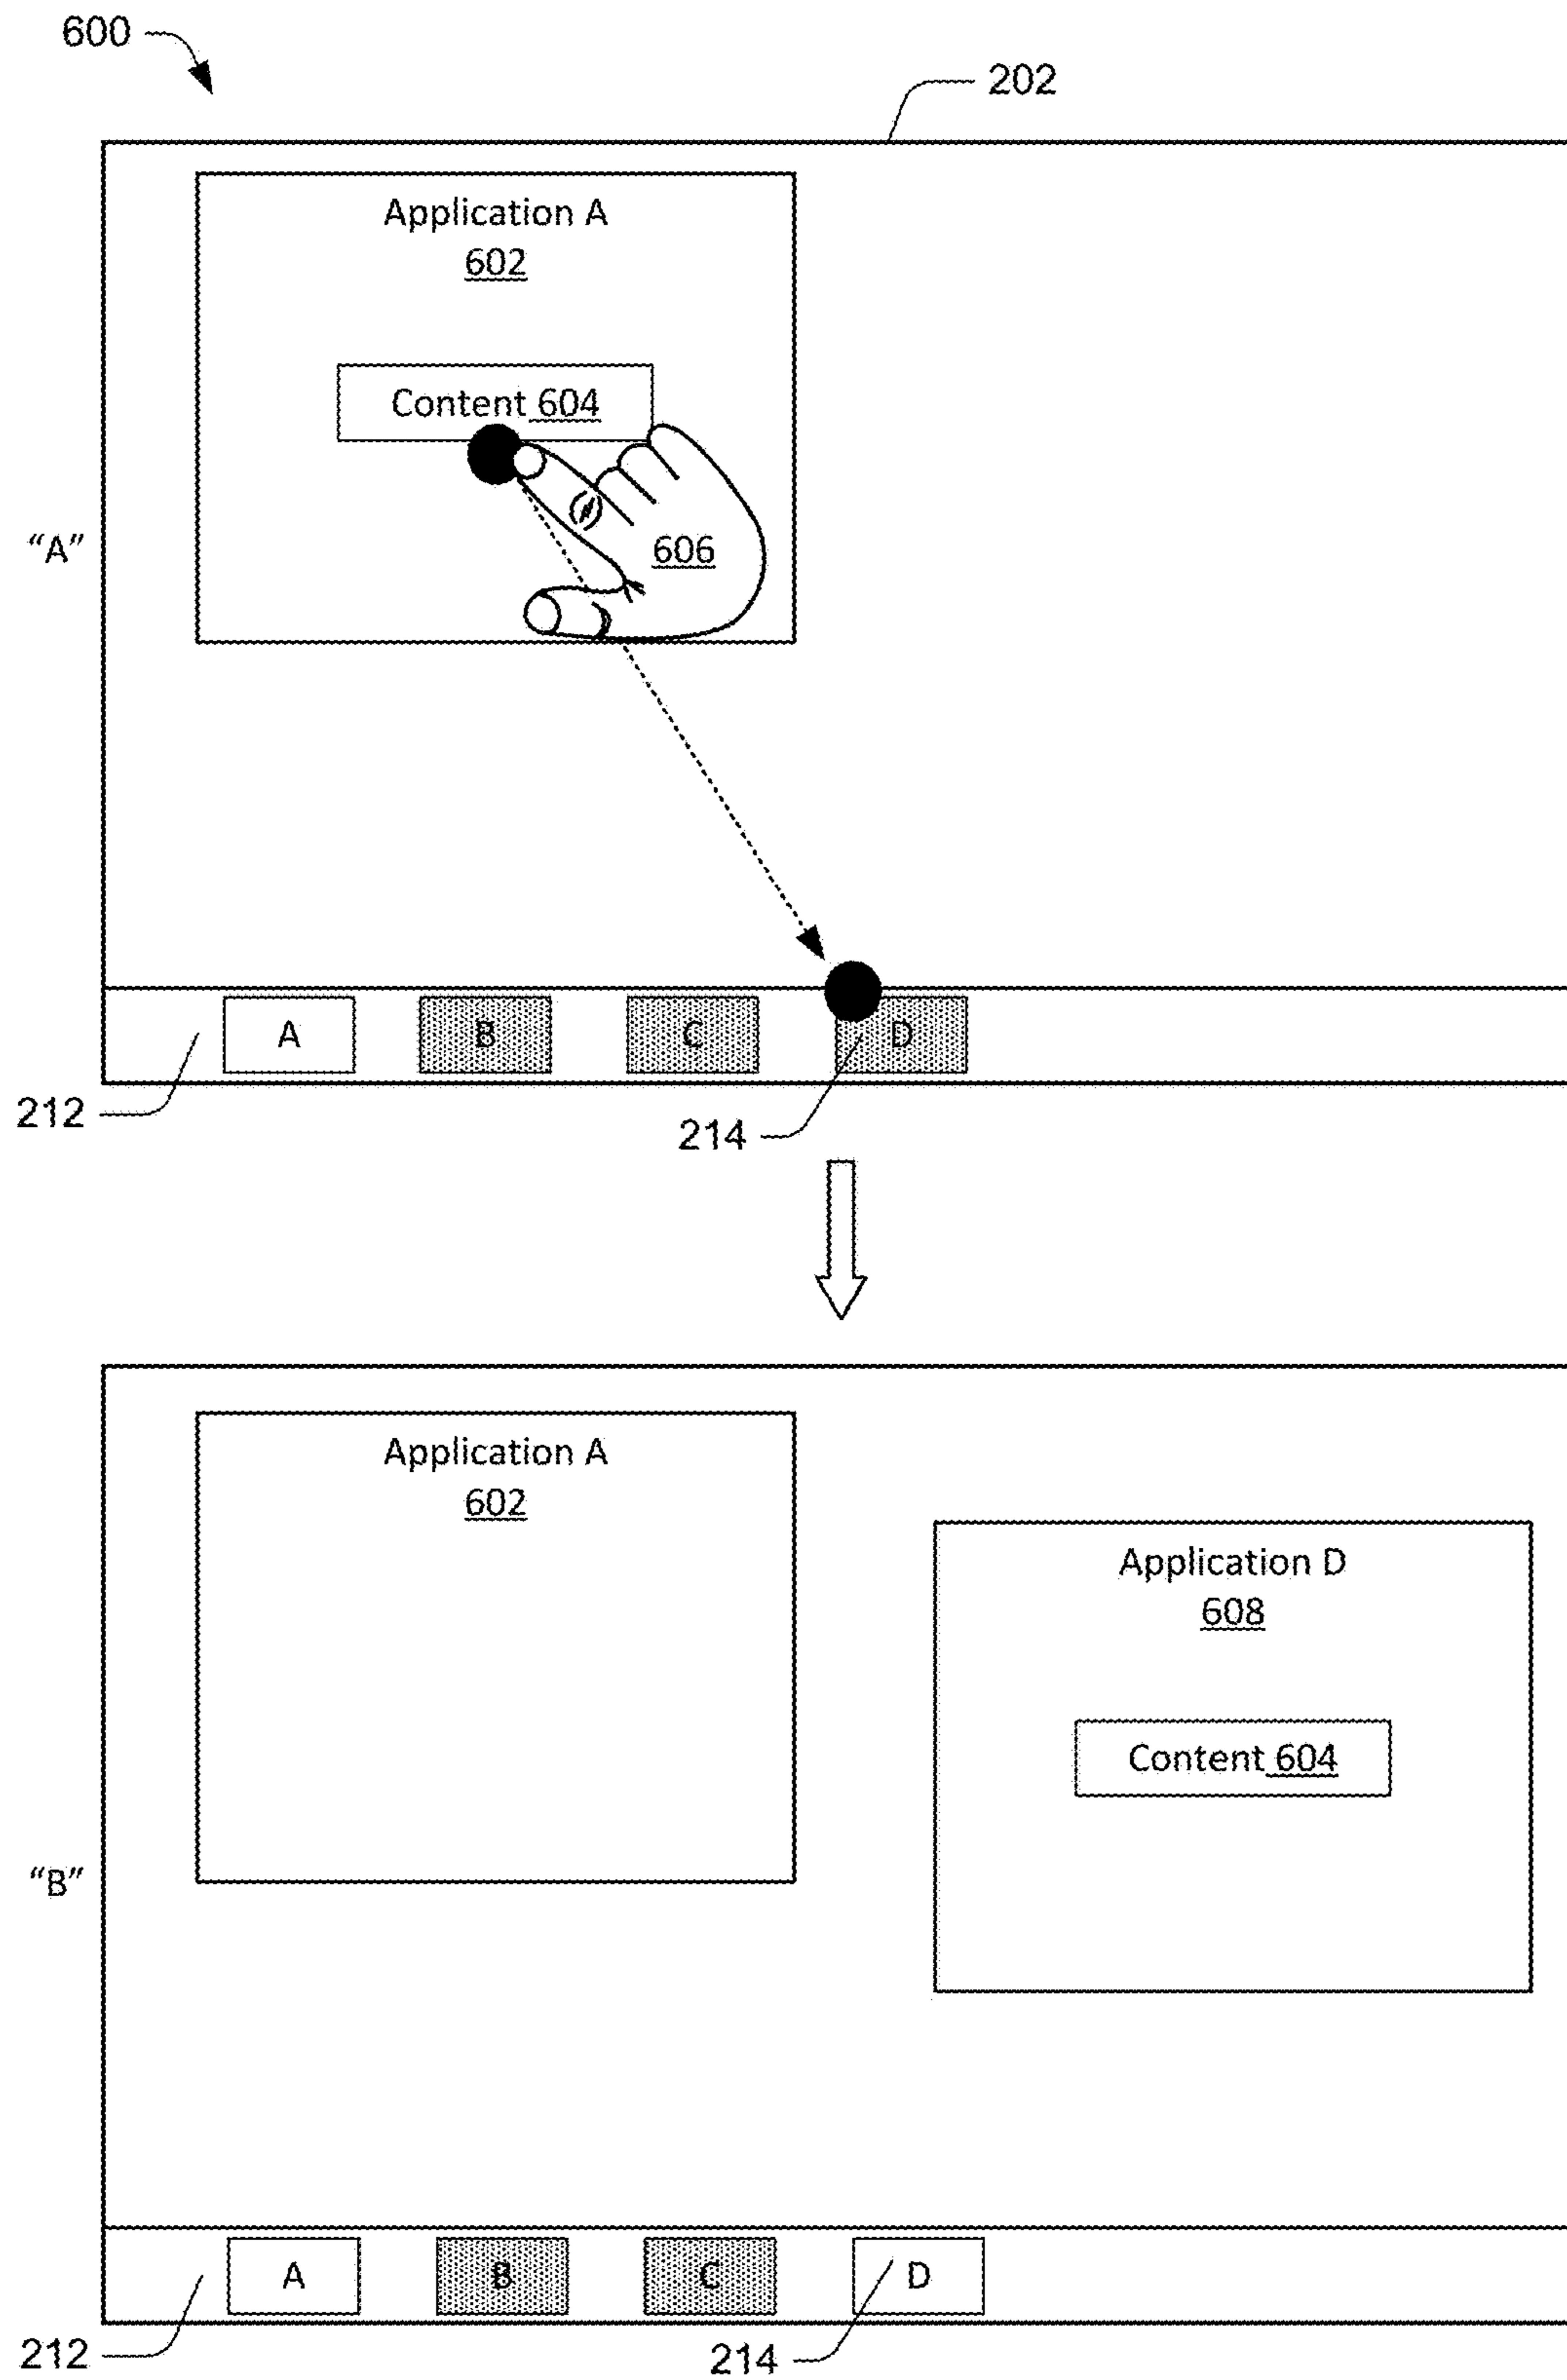 600
202
Application A
602
Content 604
606
“A”
A B C D
212
214
Application A
602
Application D
608
Content 604
“B”
A B C D
212
214